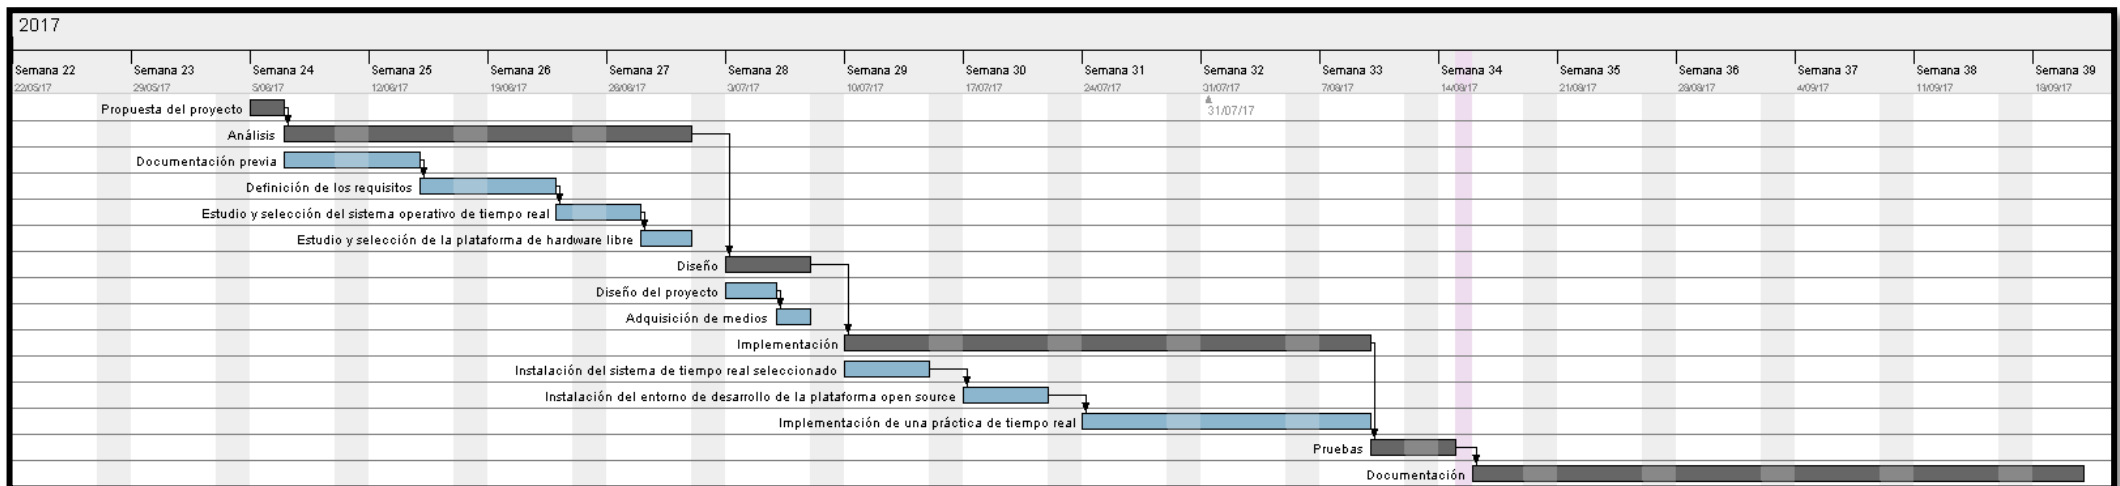 2017
Semana 22 Semana 23 Semana 24 Semana 25 Semana 26 Semana 27 Semana 28 Semana 29 Semana 30 Semana 31 Semana 32 Semana 33 Semana 34 Semana 35 Semana 36 Semana 37 Semana 38 Semana 39
22/05/17 29/05/17 5/06/17 12/06/17 19/06/17 26/06/17 3/07/17 10/07/17 17/07/17 24/07/17 31/07/17 7/08/17 14/08/17 21/08/17 28/08/17 4/09/17 11/09/17 18/09/17
Propuesta del proyecto
31/07/17
Análisis
Documentación previa
Definición de los requisitos
Estudio y selección del sistema operativo de tiempo real
Estudio y selección de la plataforma de hardware libre
Diseño
Diseño del proyecto
Adquisición de medios
Implementación
Instalación del sistema de tiempo real seleccionado
Instalación del entorno de desarrollo de la plataforma open source
Implementación de una práctica de tiempo real
Pruebas
Documentación